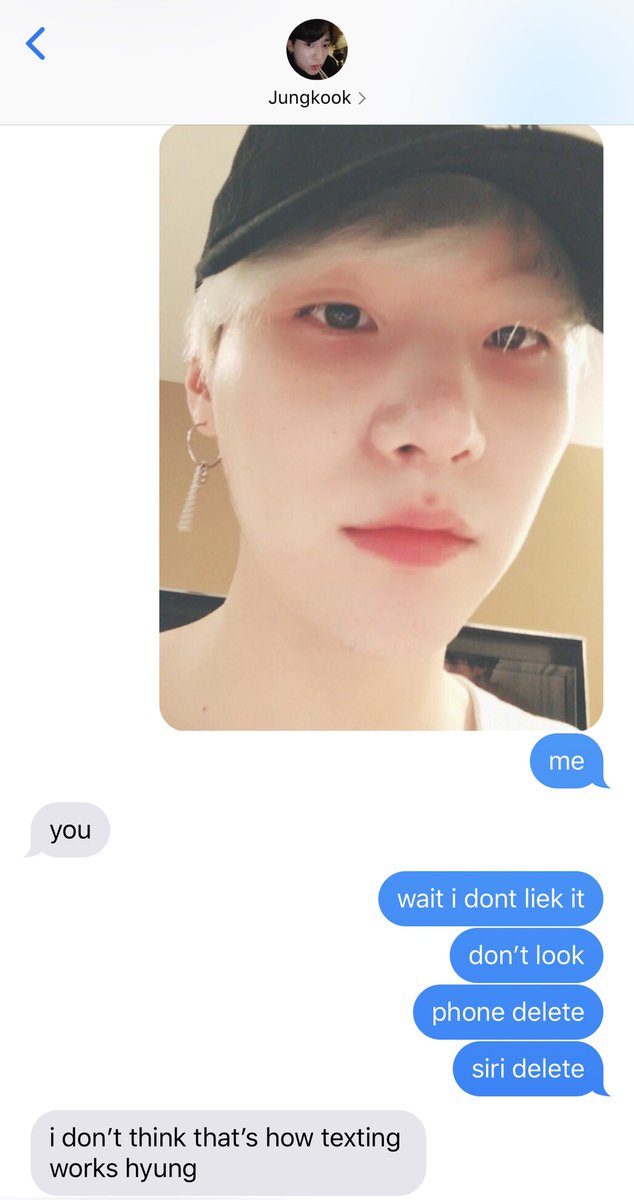 Jungkook
me
you
wait i dont liek it
don’t look
phone delete
siri delete
i don’t think that’s how texting
works hyung